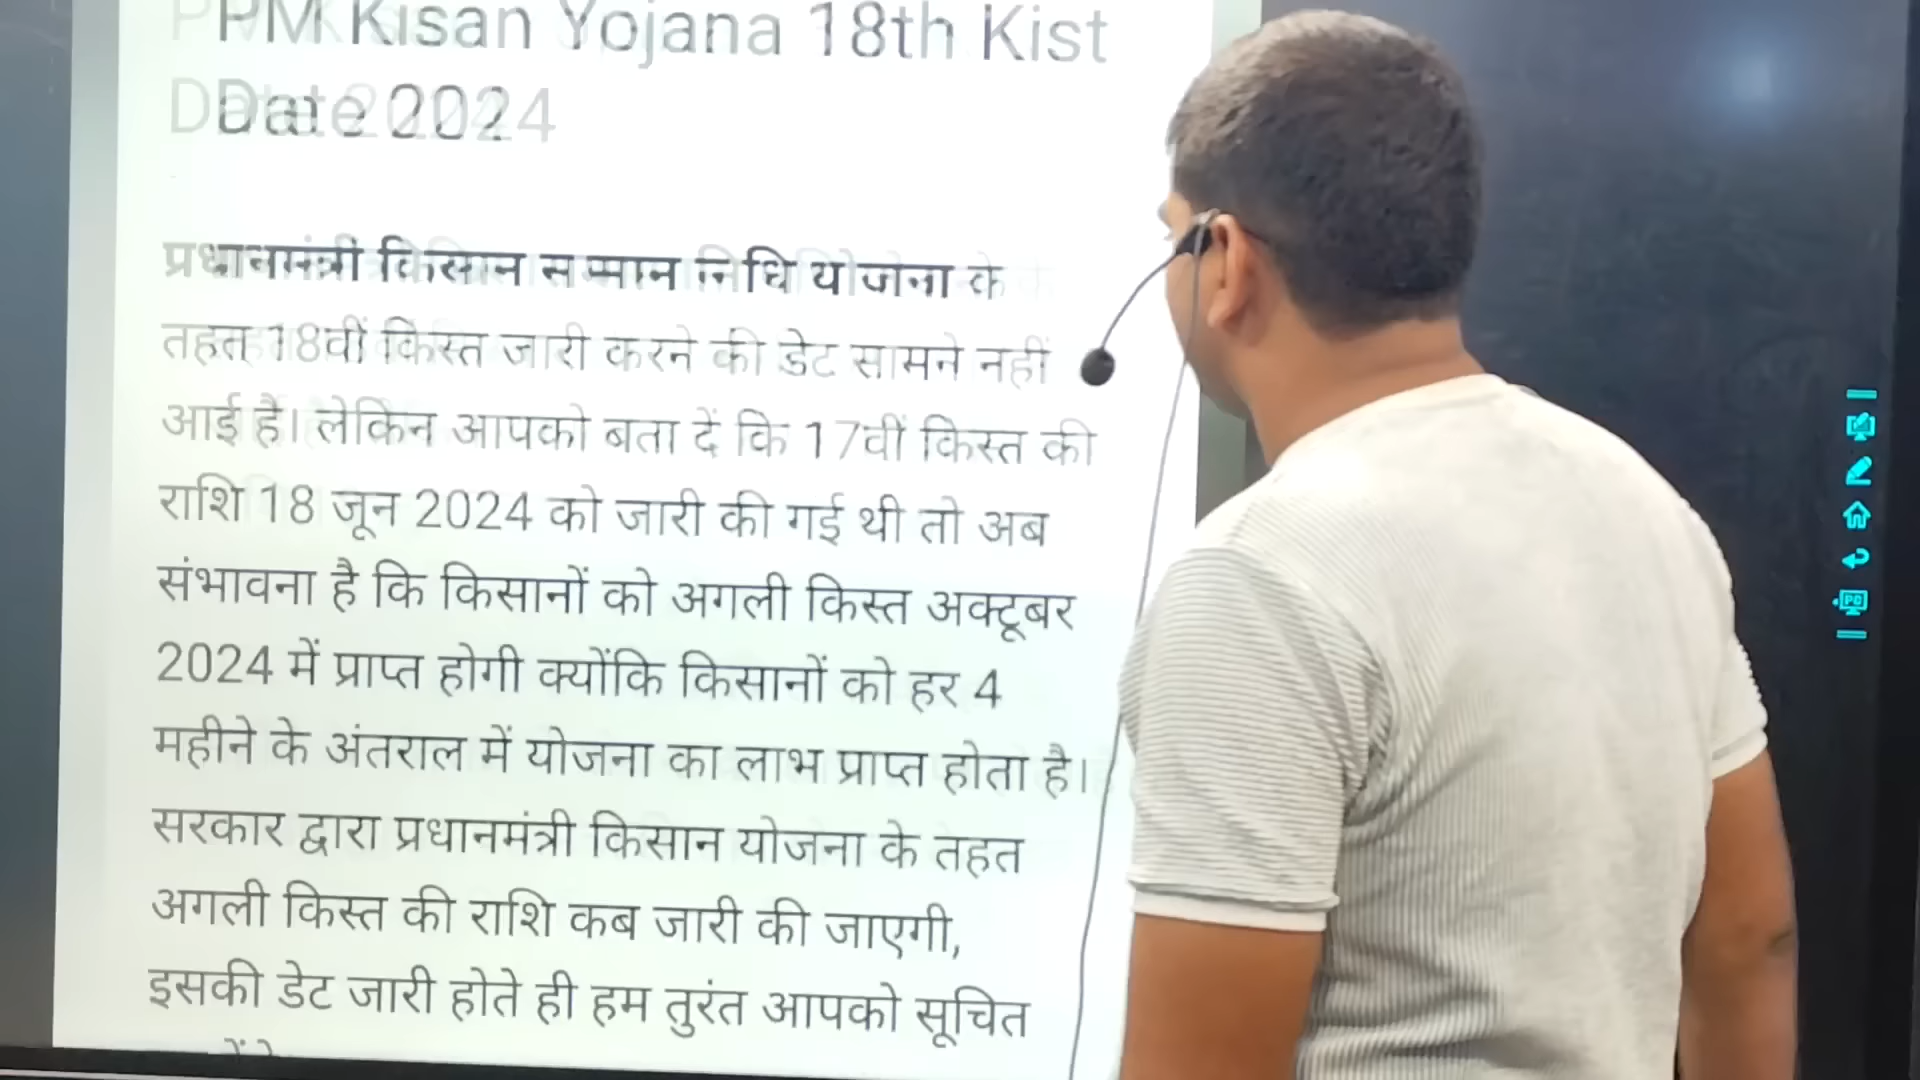 PM Kisan Yojana 18th Kist
Date 2024
प्रधानमंत्री किसान सम्मान निधि योजना के
तहत 18वीं किस्त जारी करने की डेट सामने नहीं
आई है। लेकिन आपको बता दें कि 17वीं किस्त की
राशि 18 जून 2024 को जारी की गई थी तो अब
संभावना है कि किसानों को अगली किस्त अक्टूबर
2024 में प्राप्त होगी क्योंकि किसानों को हर 4
महीने के अंतराल में योजना का लाभ प्राप्त होता है।
सरकार द्वारा प्रधानमंत्री किसान योजना के तहत
अगली किस्त की राशि कब जारी की जाएगी,
इसकी डेट जारी होते ही हम तुरंत आपको सूचित
PC